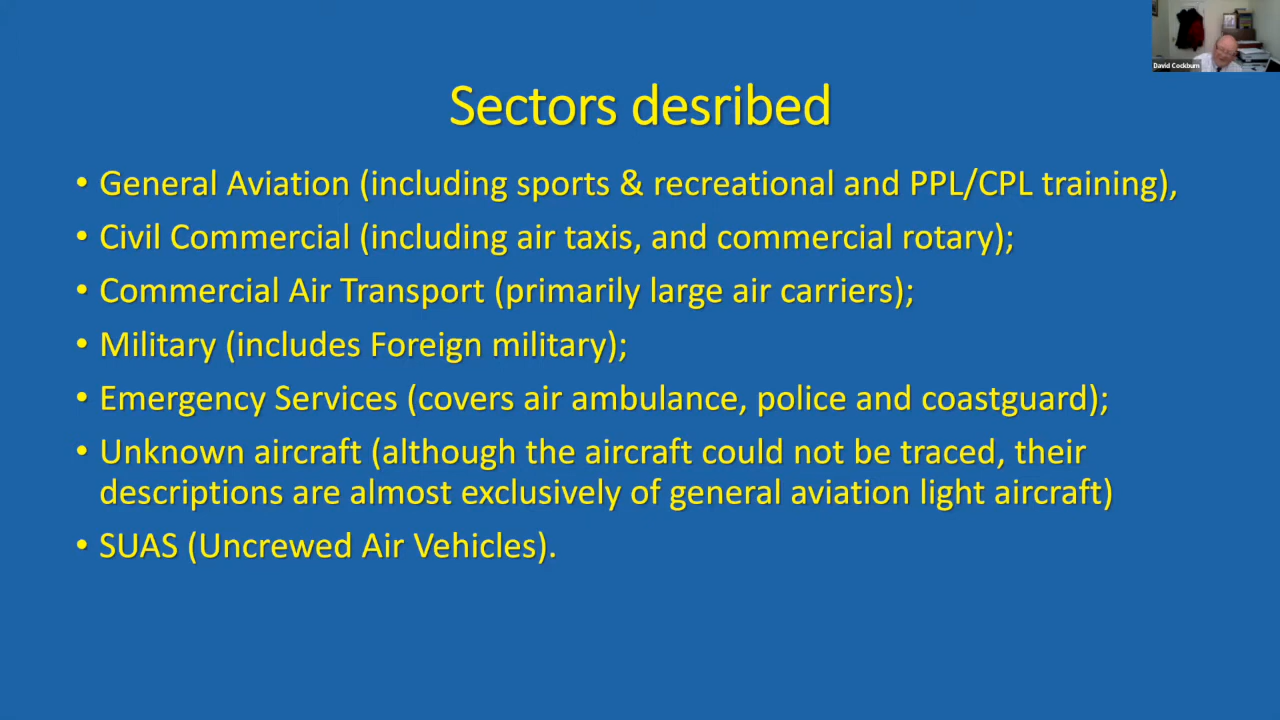 David Cockburn
Sectors desribed
• General Aviation (including sports & recreational and PPL/CPL training),
• Civil Commercial (including air taxis, and commercial rotary);
• Commercial Air Transport (primarily large air carriers);
• Military (includes Foreign military);
• Emergency Services (covers air ambulance, police and coastguard);
• Unknown aircraft (although the aircraft could not be traced, their
descriptions are almost exclusively of general aviation light aircraft)
• SUAS (Uncrewed Air Vehicles).